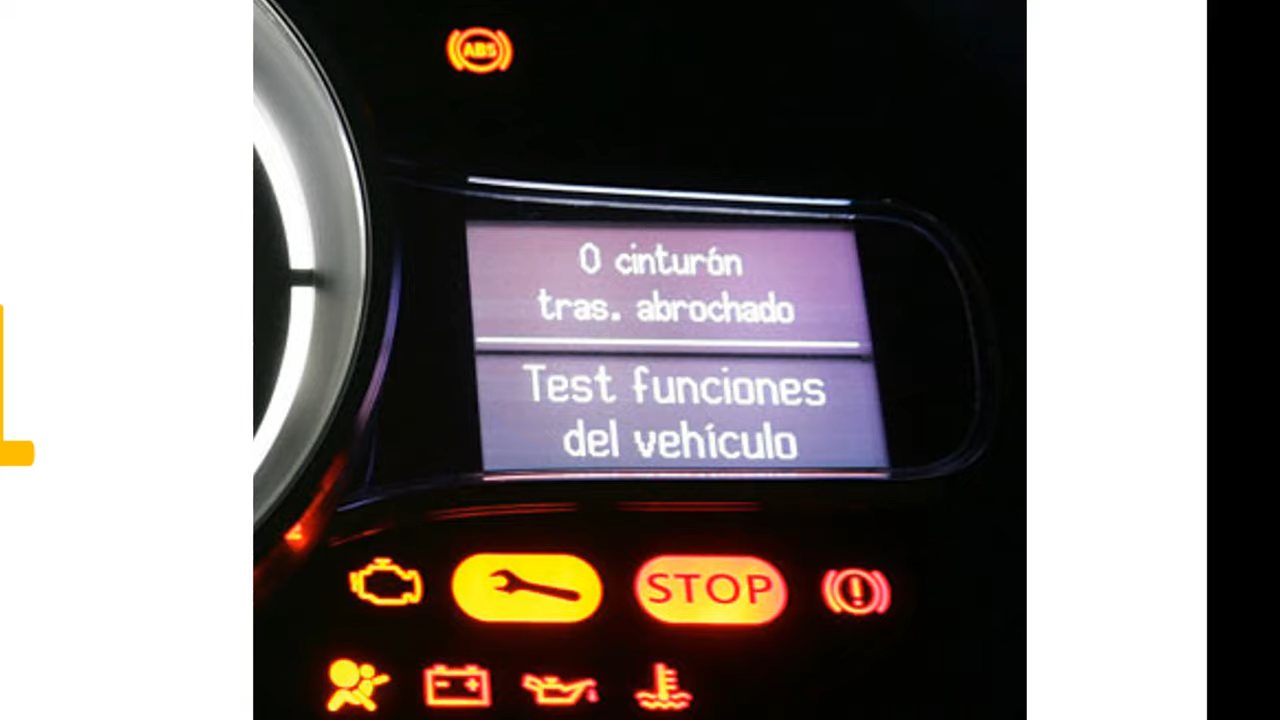 ABS
0 cinturón
tras. abrochado
Test funciones
del vehículo
STOP